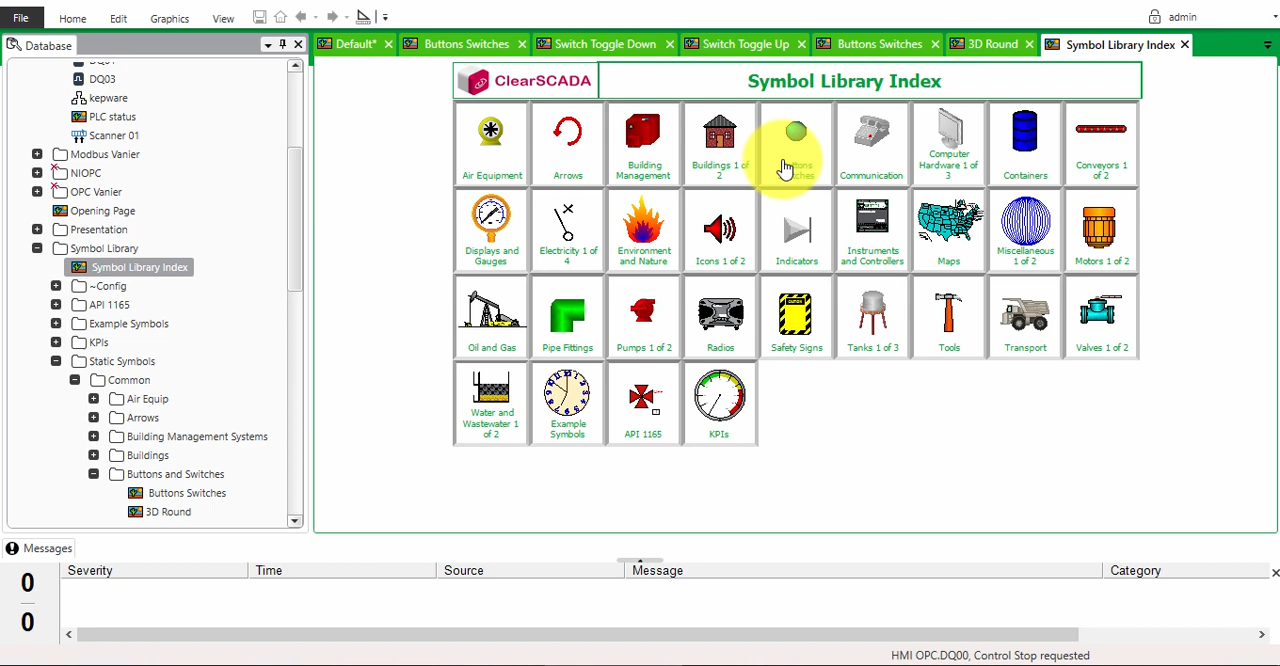 File
Home
Edit
Graphics
View
admin
Database
Default*
Buttons Switches
Switch Toggle Down
Switch Toggle Up
Buttons Switches
3D Round
Symbol Library Index
DQ03
kepware
PLC status
Scanner 01
Modbus Vanier
NIOPC
OPC Vanier
Opening Page
Presentation
Symbol Library
Symbol Library Index
~Config
API 1165
Example Symbols
KPIs
Static Symbols
Common
Air Equip
Arrows
Building Management Systems
Buildings
Buttons and Switches
Buttons Switches
3D Round
ClearSCADA
Symbol Library Index
Air Equipment
Arrows
Building
Management
Buildings 1 of
2
Communication
Computer
Hardware 1 of
3
Containers
Conveyors 1
of 2
Displays and
Gauges
Electricity 1 of
4
Environment
and Nature
Icons 1 of 2
Indicators
Instruments
and Controllers
Maps
Miscellaneous
1 of 2
Motors 1 of 2
Oil and Gas
Pipe Fittings
Pumps 1 of 2
Radios
CAUTION
Safety Signs
Tanks 1 of 3
Tools
Transport
Valves 1 of 2
Water and
Wastewater 1
of 2
Example
Symbols
API 1165
KPIs
Messages
0
0
Severity
Time
Source
Message
Category
HMI OPC.DQ00, Control Stop requested